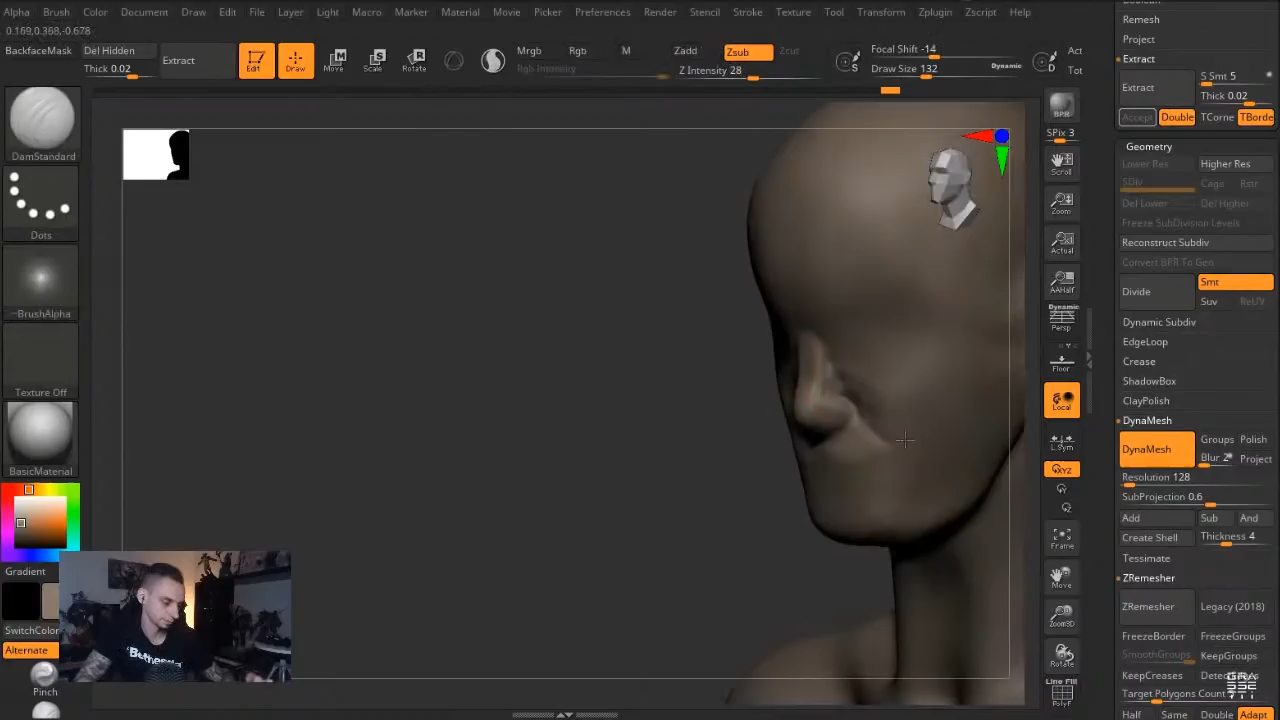 Alpha Brush Color Document Draw Edit File Layer Light Macro Marker Material Movie Picker Preferences Render Stencil Stroke Texture Tool Transform Zplugin Zscript Help
0.169,0.368,-0.678
BackfaceMask Del Hidden
Thick 0.02
Extract
Edit
Draw
Move
Scale
Rotate
Mrgb Rgb M
Rgb Intensity
Zadd Zsub Zcut
Z Intensity 28
S
Focal Shift -14
Draw Size 132
Dynamic
D
Act
Tot
DamStandard
Dots
~BrushAlpha
Texture Off
BasicMaterial
Gradient
SwitchColor
Alternate
Pinch
Bethesda
BPR
SPix 3
Scroll
Zoom
Actual
AAHalf
Dynamic
Persp
Floor
Local
L.Sym
XYZ
Y
Z
Frame
Move
Zoom3D
Rotate
Line Fill
PolyF
Remesh
Project
Extract
Extract
S Smt 5
Thick 0.02
Accept Double TCorne TBorde
Geometry
Lower Res Higher Res
SDiv Cage Rstr
Del Lower Del Higher
Freeze SubDivision Levels
Reconstruct Subdiv
Convert BPR To Geo
Divide
Smt
Suv ReUV
Dynamic Subdiv
EdgeLoop
Crease
ShadowBox
ClayPolish
DynaMesh
DynaMesh
Groups Polish
Blur 2 Project
Resolution 128
SubProjection 0.6
Add Sub And
Create Shell Thickness 4
Tessimate
ZRemesher
ZRemesher Legacy (2018)
FreezeBorder FreezeGroups
SmoothGroups KeepGroups
KeepCreases
Target Polygons Count
Half Same Double Adapt